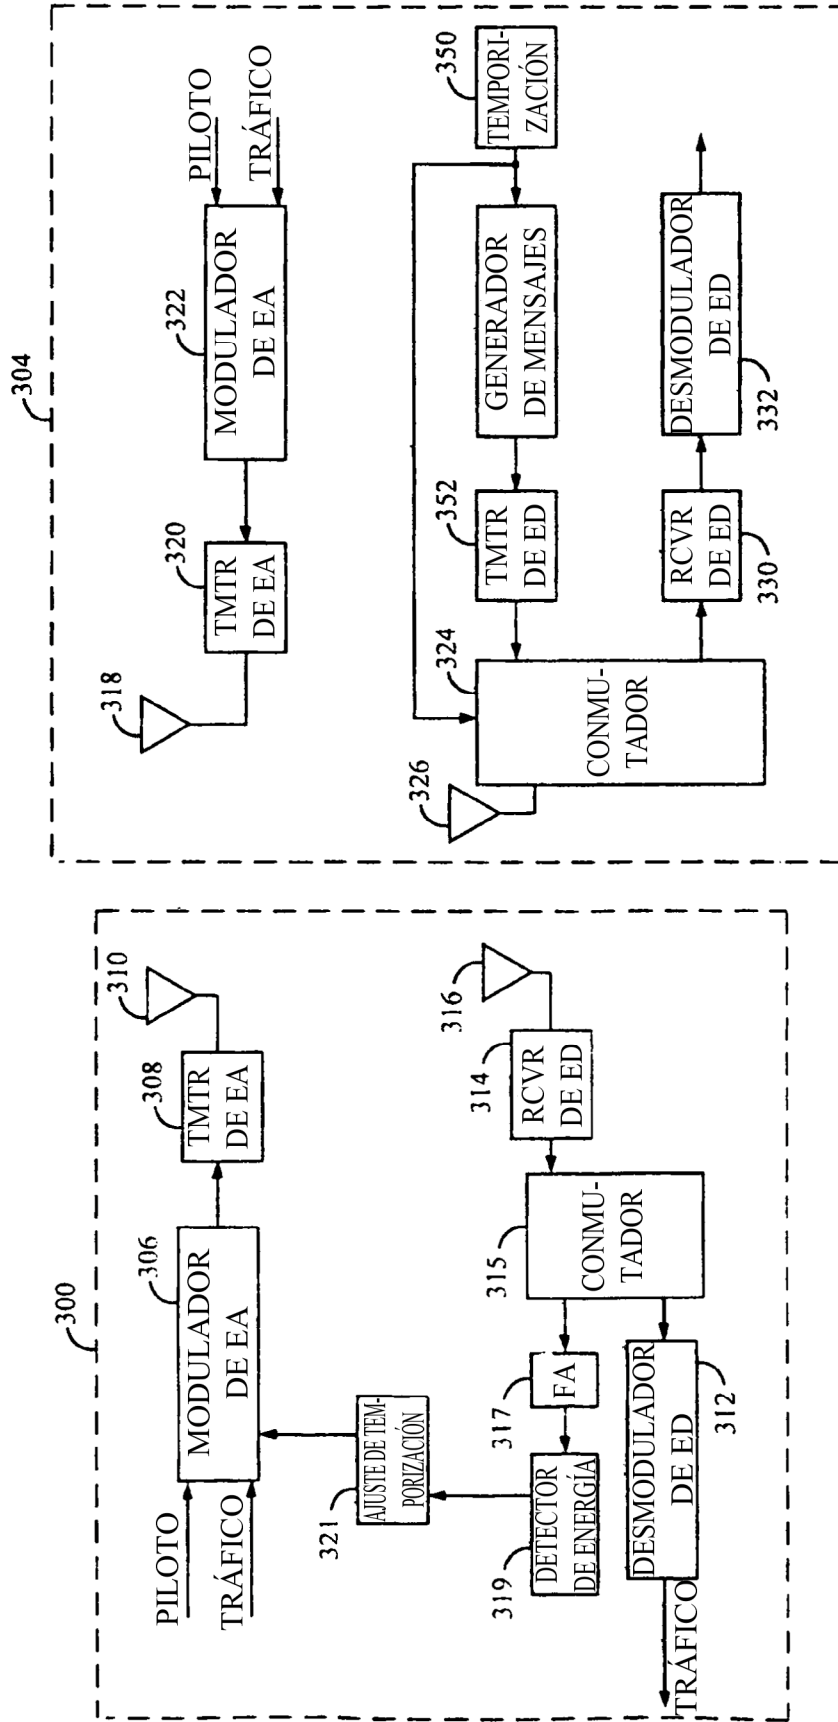 300
PILOTO
TRÁFICO
306
MODULADOR
DE EA
308
TMTR
DE EA
310
321
AJUSTE DE TEM-
PORIZACIÓN
319
DETECTOR
DE ENERGÍA
317
FA
315
CONMU-
TADOR
314
RCVR
DE ED
316
TRÁFICO
DESMODULADOR
DE ED
312
304
318
320
TMTR
DE EA
322
MODULADOR
DE EA
PILOTO
TRÁFICO
326
324
CONMU-
TADOR
352
TMTR
DE ED
GENERADOR
DE MENSAJES
350
TEMPORI-
ZACIÓN
RCVR
DE ED
330
DESMODULADOR
DE ED
332